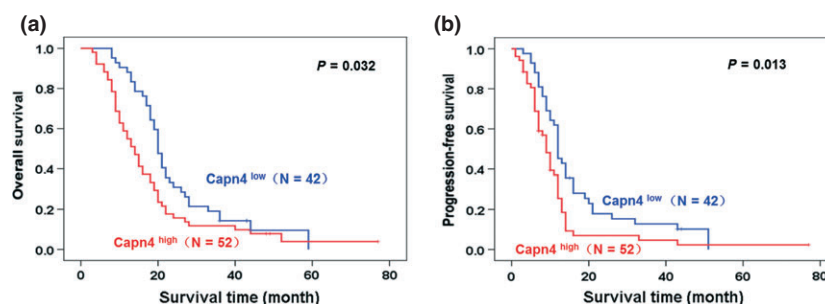 (a)
Overall survival
1.0
0.8
0.6
0.4
0.2
0.0
P = 0.032
Capn4 low (N = 42)
Capn4 high (N = 52)
0 20 40 60 80
Survival time (month)
(b)
Progression-free survival
1.0
0.8
0.6
0.4
0.2
0.0
P = 0.013
Capn4 low (N = 42)
Capn4 high (N = 52)
0 20 40 60 80
Survival time (month)